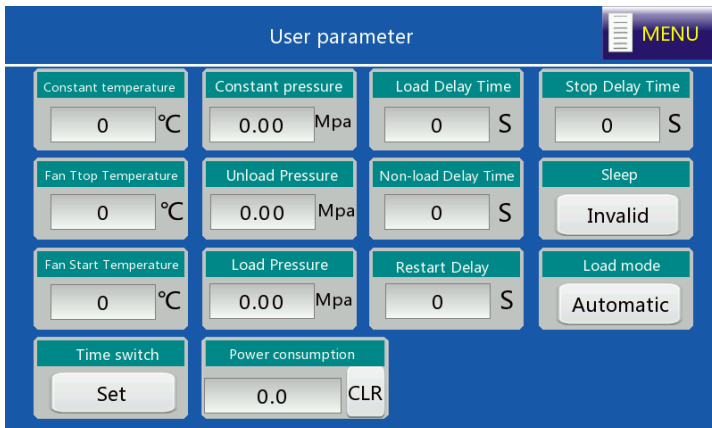 User parameter
MENU
Constant temperature
0 ℃
Constant pressure
0.00 Mpa
Load Delay Time
0 S
Stop Delay Time
0 S
Fan Ttop Temperature
0 ℃
Unload Pressure
0.00 Mpa
Non-load Delay Time
0 S
Sleep
Invalid
Fan Start Temperature
0 ℃
Load Pressure
0.00 Mpa
Restart Delay
0 S
Load mode
Automatic
Time switch
Set
Power consumption
0.0 CLR